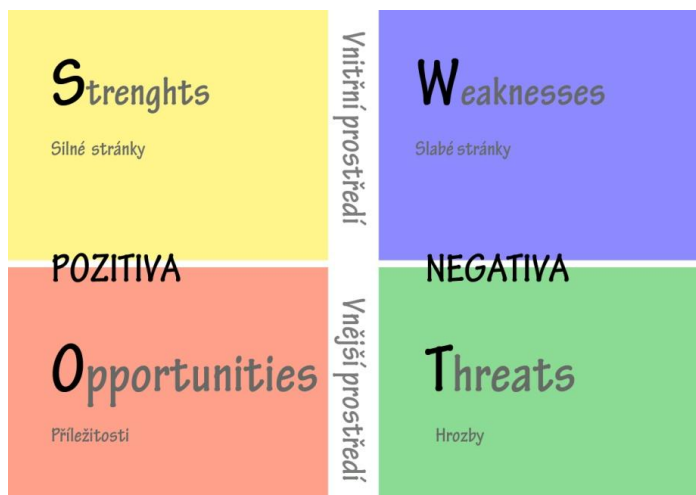 Strenghts
Silné stránky
Vnitřní prostředí
Weaknesses
Slabé stránky
POZITIVA
NEGATIVA
Opportunities
Příležitosti
Vnější prostředí
Threats
Hrozby